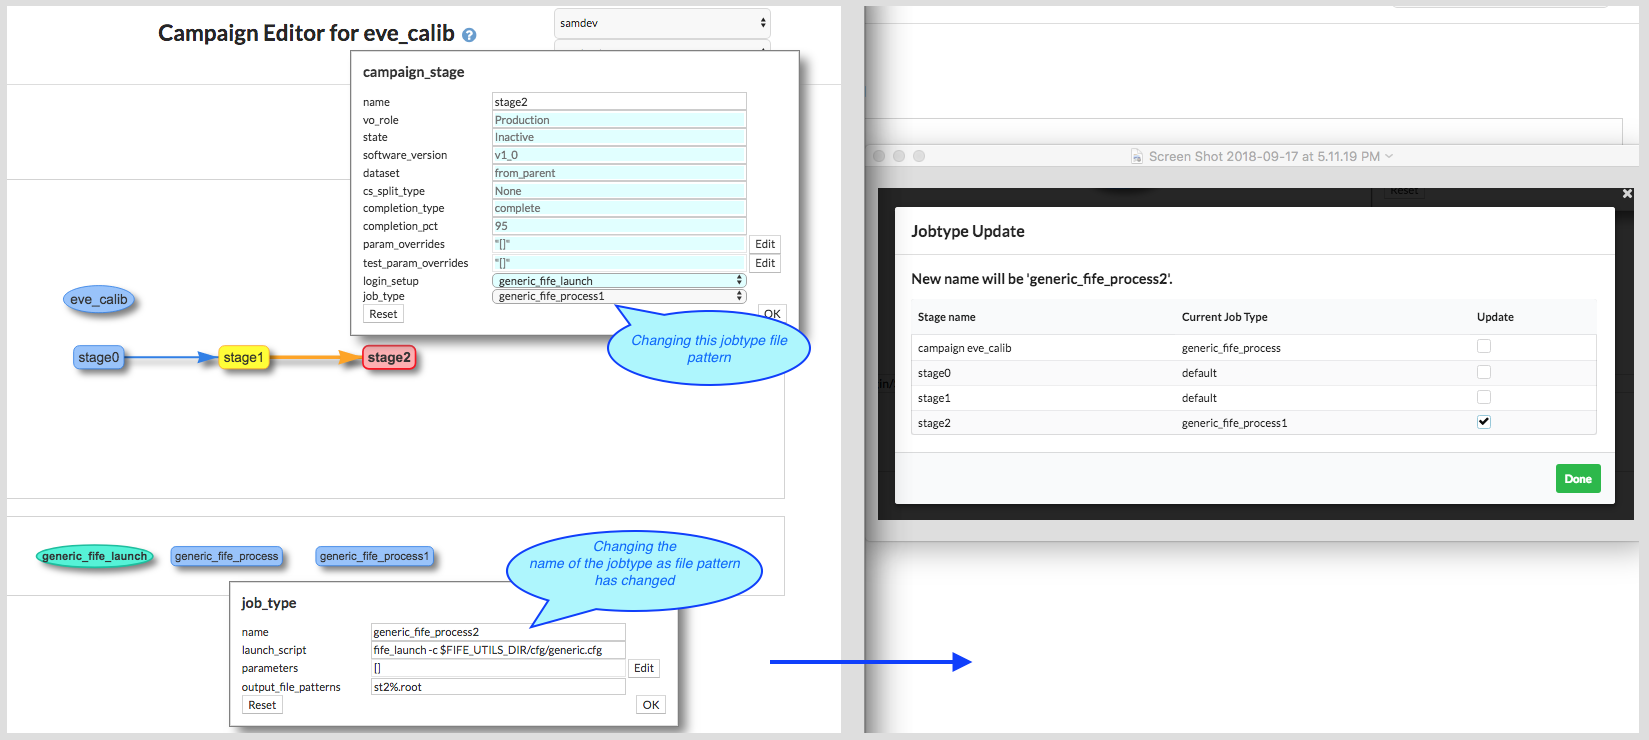 Campaign Editor for eve_calib ?
samdev
campaign_stage
name stage2
vo_role Production
state Inactive
software_version v1_0
dataset from_parent
cs_split_type None
completion_type complete
completion_pct 95
param_overrides "[]" Edit
test_param_overrides "[]" Edit
login_setup generic_fife_launch
job_type generic_fife_process1
Reset OK
Changing this jobtype file
pattern
eve_calib
stage0 stage1 stage2
generic_fife_launch generic_fife_process generic_fife_process1
Changing the
name of the jobtype as file pattern
has changed
job_type
name generic_fife_process2
launch_script fife_launch -c $FIFE_UTILS_DIR/cfg/generic.cfg
parameters [] Edit
output_file_patterns st2%.root
Reset OK
Screen Shot 2018-09-17 at 5.11.19 PM
Reset
Jobtype Update
New name will be 'generic_fife_process2'.
Stage name Current Job Type Update
campaign eve_calib generic_fife_process
stage0 default
stage1 default
stage2 generic_fife_process1
Done